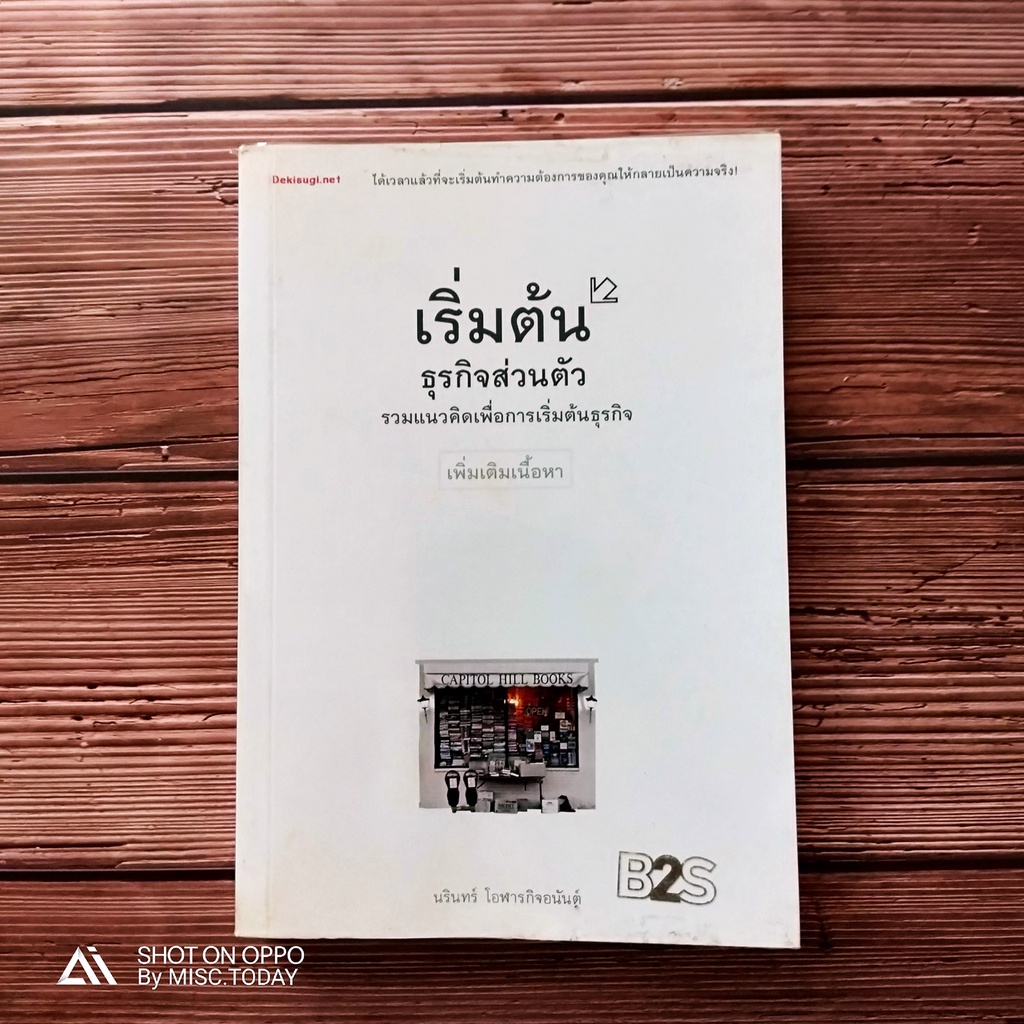 Dekisugi.net ได้เวลาแล้วที่จะเริ่มต้นทำความต้องการของคุณให้กลายเป็นความจริง!
เริ่มต้น
ธุรกิจส่วนตัว
รวมแนวคิดเพื่อการเริ่มต้นธุรกิจ
เพิ่มเติมเนื้อหา
CAPITOL HILL BOOKS
OPEN
นรินทร์ โอฬารกิจอนันต์
B2S
SHOT ON OPPO
By MISC.TODAY